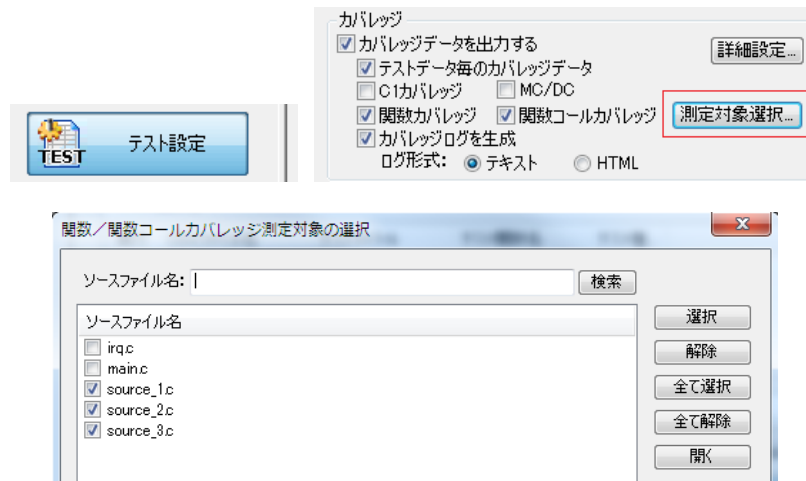 カバレッジ
カバレッジデータを出力する
詳細設定...
テストデータ毎のカバレッジデータ
C1カバレッジ MC/DC
関数カバレッジ 関数コールカバレッジ 測定対象選択...
カバレッジログを生成
ログ形式: テキスト HTML
TEST テスト設定
関数/関数コールカバレッジ測定対象の選択
ソースファイル名: 検索
ソースファイル名
irq.c
main.c
source_1.c
source_2.c
source_3.c
選択
解除
全て選択
全て解除
開く